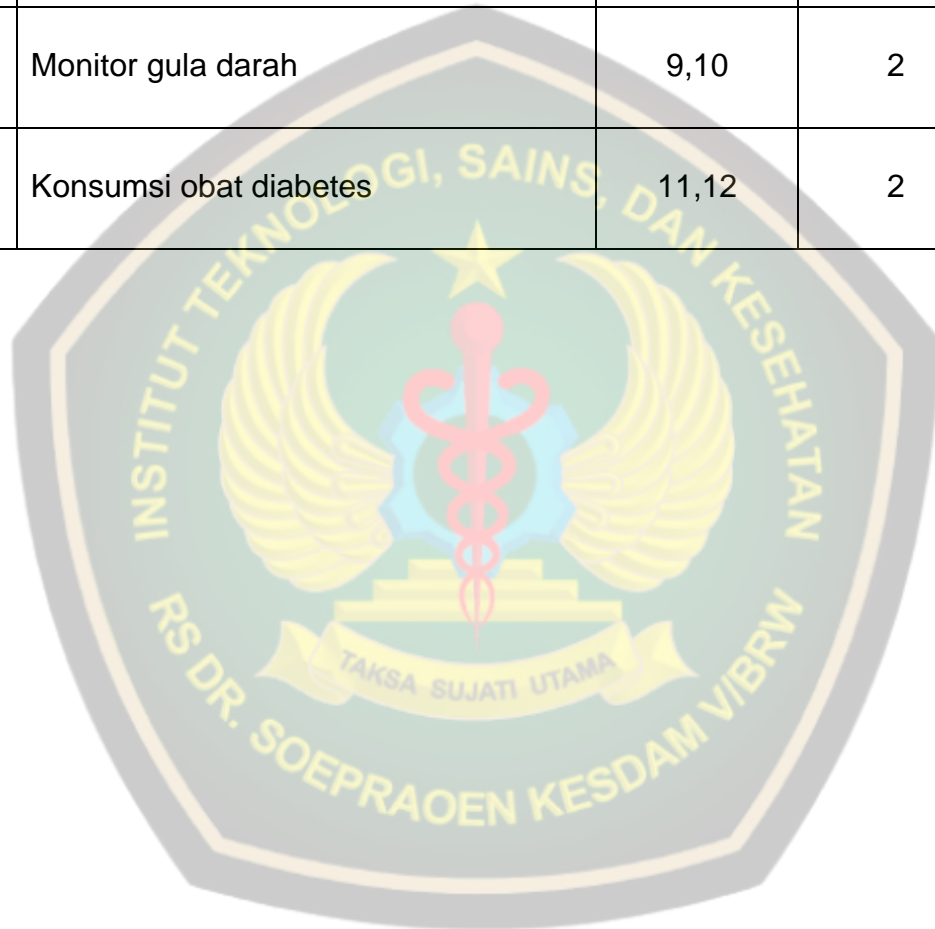 Monitor gula darah 9,10 2
Konsumsi obat diabetes 11,12 2
INSTITUT TEKNOLOGI, SAINS, DAN KESEHATAN
TAKSA SUJATI UTAMA
RS DR. SOEPRAOEN KESDAM V/BRW